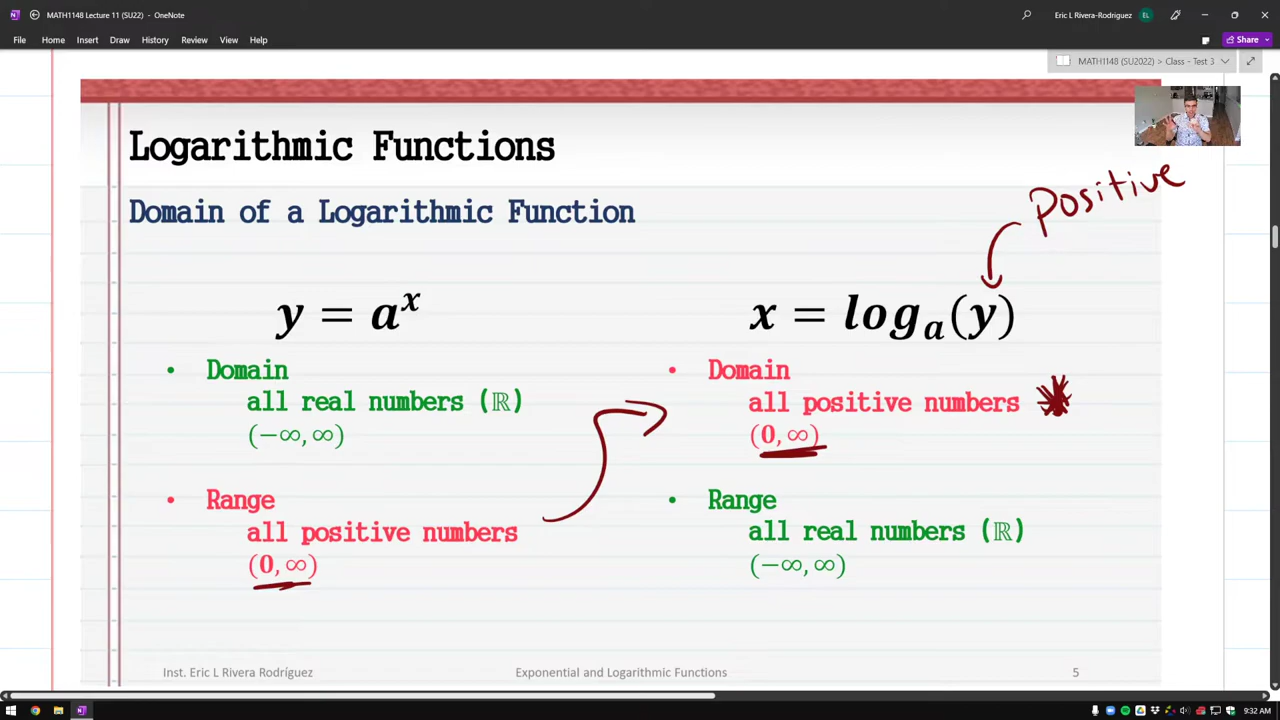 MATH1148 Lecture 11 (SU22) - OneNote
Eric L Rivera-Rodriguez
EL
File Home Insert Draw History Review View Help
Share
MATH1148 (SU2022) > Class - Test 3
Logarithmic Functions
Positive
Domain of a Logarithmic Function
y = aˣ
x = logₐ(y)
• Domain
all real numbers (ℝ)
(−∞, ∞)
• Range
all positive numbers
(0, ∞)
• Domain
all positive numbers
(0, ∞)
• Range
all real numbers (ℝ)
(−∞, ∞)
Inst. Eric L Rivera Rodríguez
Exponential and Logarithmic Functions
5
9:32 AM